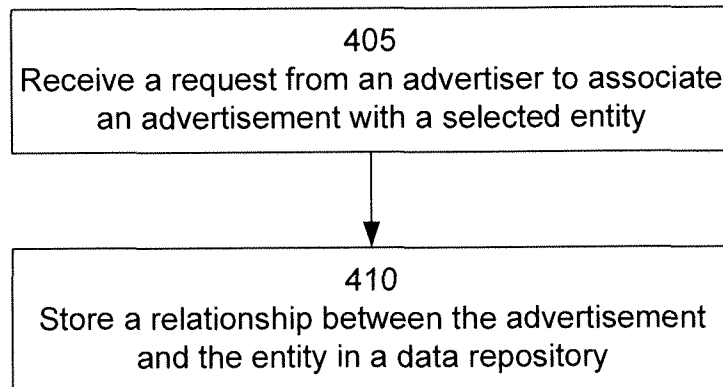 405
Receive a request from an advertiser to associate
an advertisement with a selected entity
410
Store a relationship between the advertisement
and the entity in a data repository